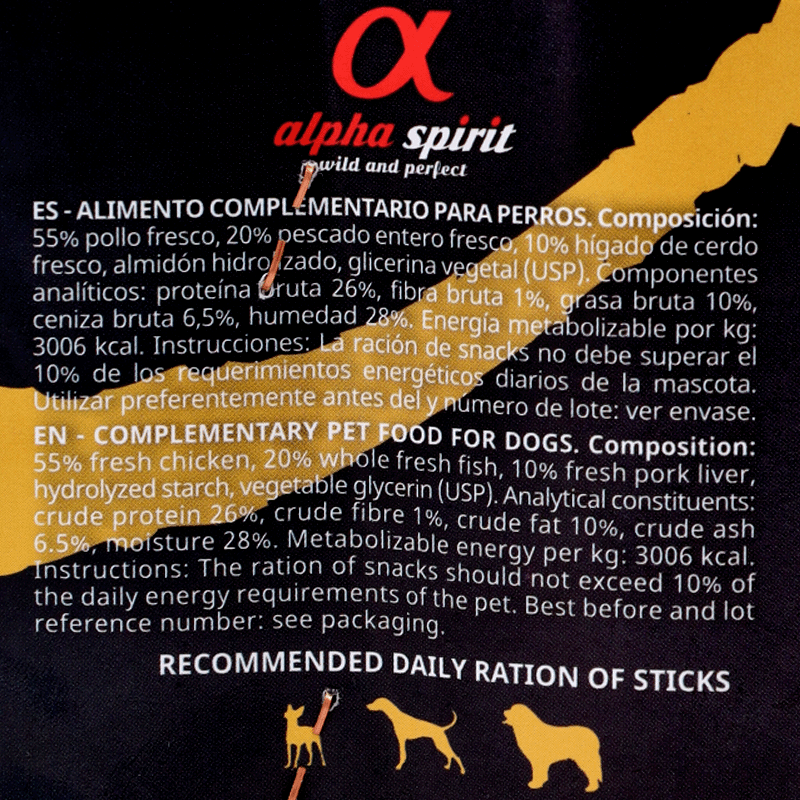 α
alpha spirit
wild and perfect
ES - ALIMENTO COMPLEMENTARIO PARA PERROS. Composición:
55% pollo fresco, 20% pescado entero fresco, 10% hígado de cerdo
fresco, almidón hidrolizado, glicerina vegetal (USP). Componentes
analíticos: proteína bruta 26%, fibra bruta 1%, grasa bruta 10%,
ceniza bruta 6,5%, humedad 28%. Energía metabolizable por kg:
3006 kcal. Instrucciones: La ración de snacks no debe superar el
10% de los requerimientos energéticos diarios de la mascota.
Utilizar preferentemente antes del y numero de lote: ver envase.
EN - COMPLEMENTARY PET FOOD FOR DOGS. Composition:
55% fresh chicken, 20% whole fresh fish, 10% fresh pork liver,
hydrolyzed starch, vegetable glycerin (USP). Analytical constituents:
crude protein 26%, crude fibre 1%, crude fat 10%, crude ash
6.5%, moisture 28%. Metabolizable energy per kg: 3006 kcal.
Instructions: The ration of snacks should not exceed 10% of
the daily energy requirements of the pet. Best before and lot
reference number: see packaging.
RECOMMENDED DAILY RATION OF STICKS